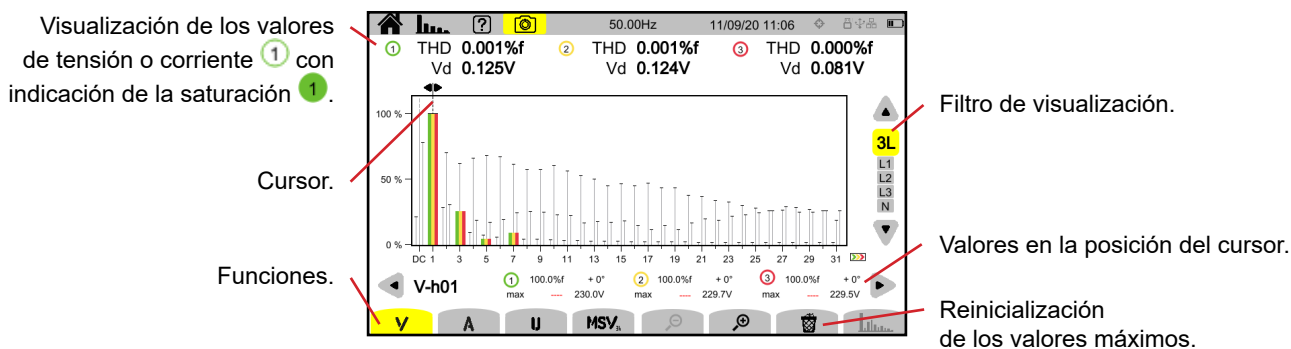 Visualización de los valores
de tensión o corriente 1 con
indicación de la saturación 1.
Cursor.
Funciones.
? 50.00Hz 11/09/20 11:06
1 THD 0.001%f 2 THD 0.001%f 3 THD 0.000%f
Vd 0.125V Vd 0.124V Vd 0.081V
100 %
50 %
0 %
DC 1 3 5 7 9 11 13 15 17 19 21 23 25 27 29 31 >>>
3L
L1
L2
L3
N
V-h01
1 100.0%f + 0° 2 100.0%f + 0° 3 100.0%f + 0°
max ---- 230.0V max ---- 229.7V max ---- 229.5V
V A U MSV
Filtro de visualización.
Valores en la posición del cursor.
Reinicialización
de los valores máximos.